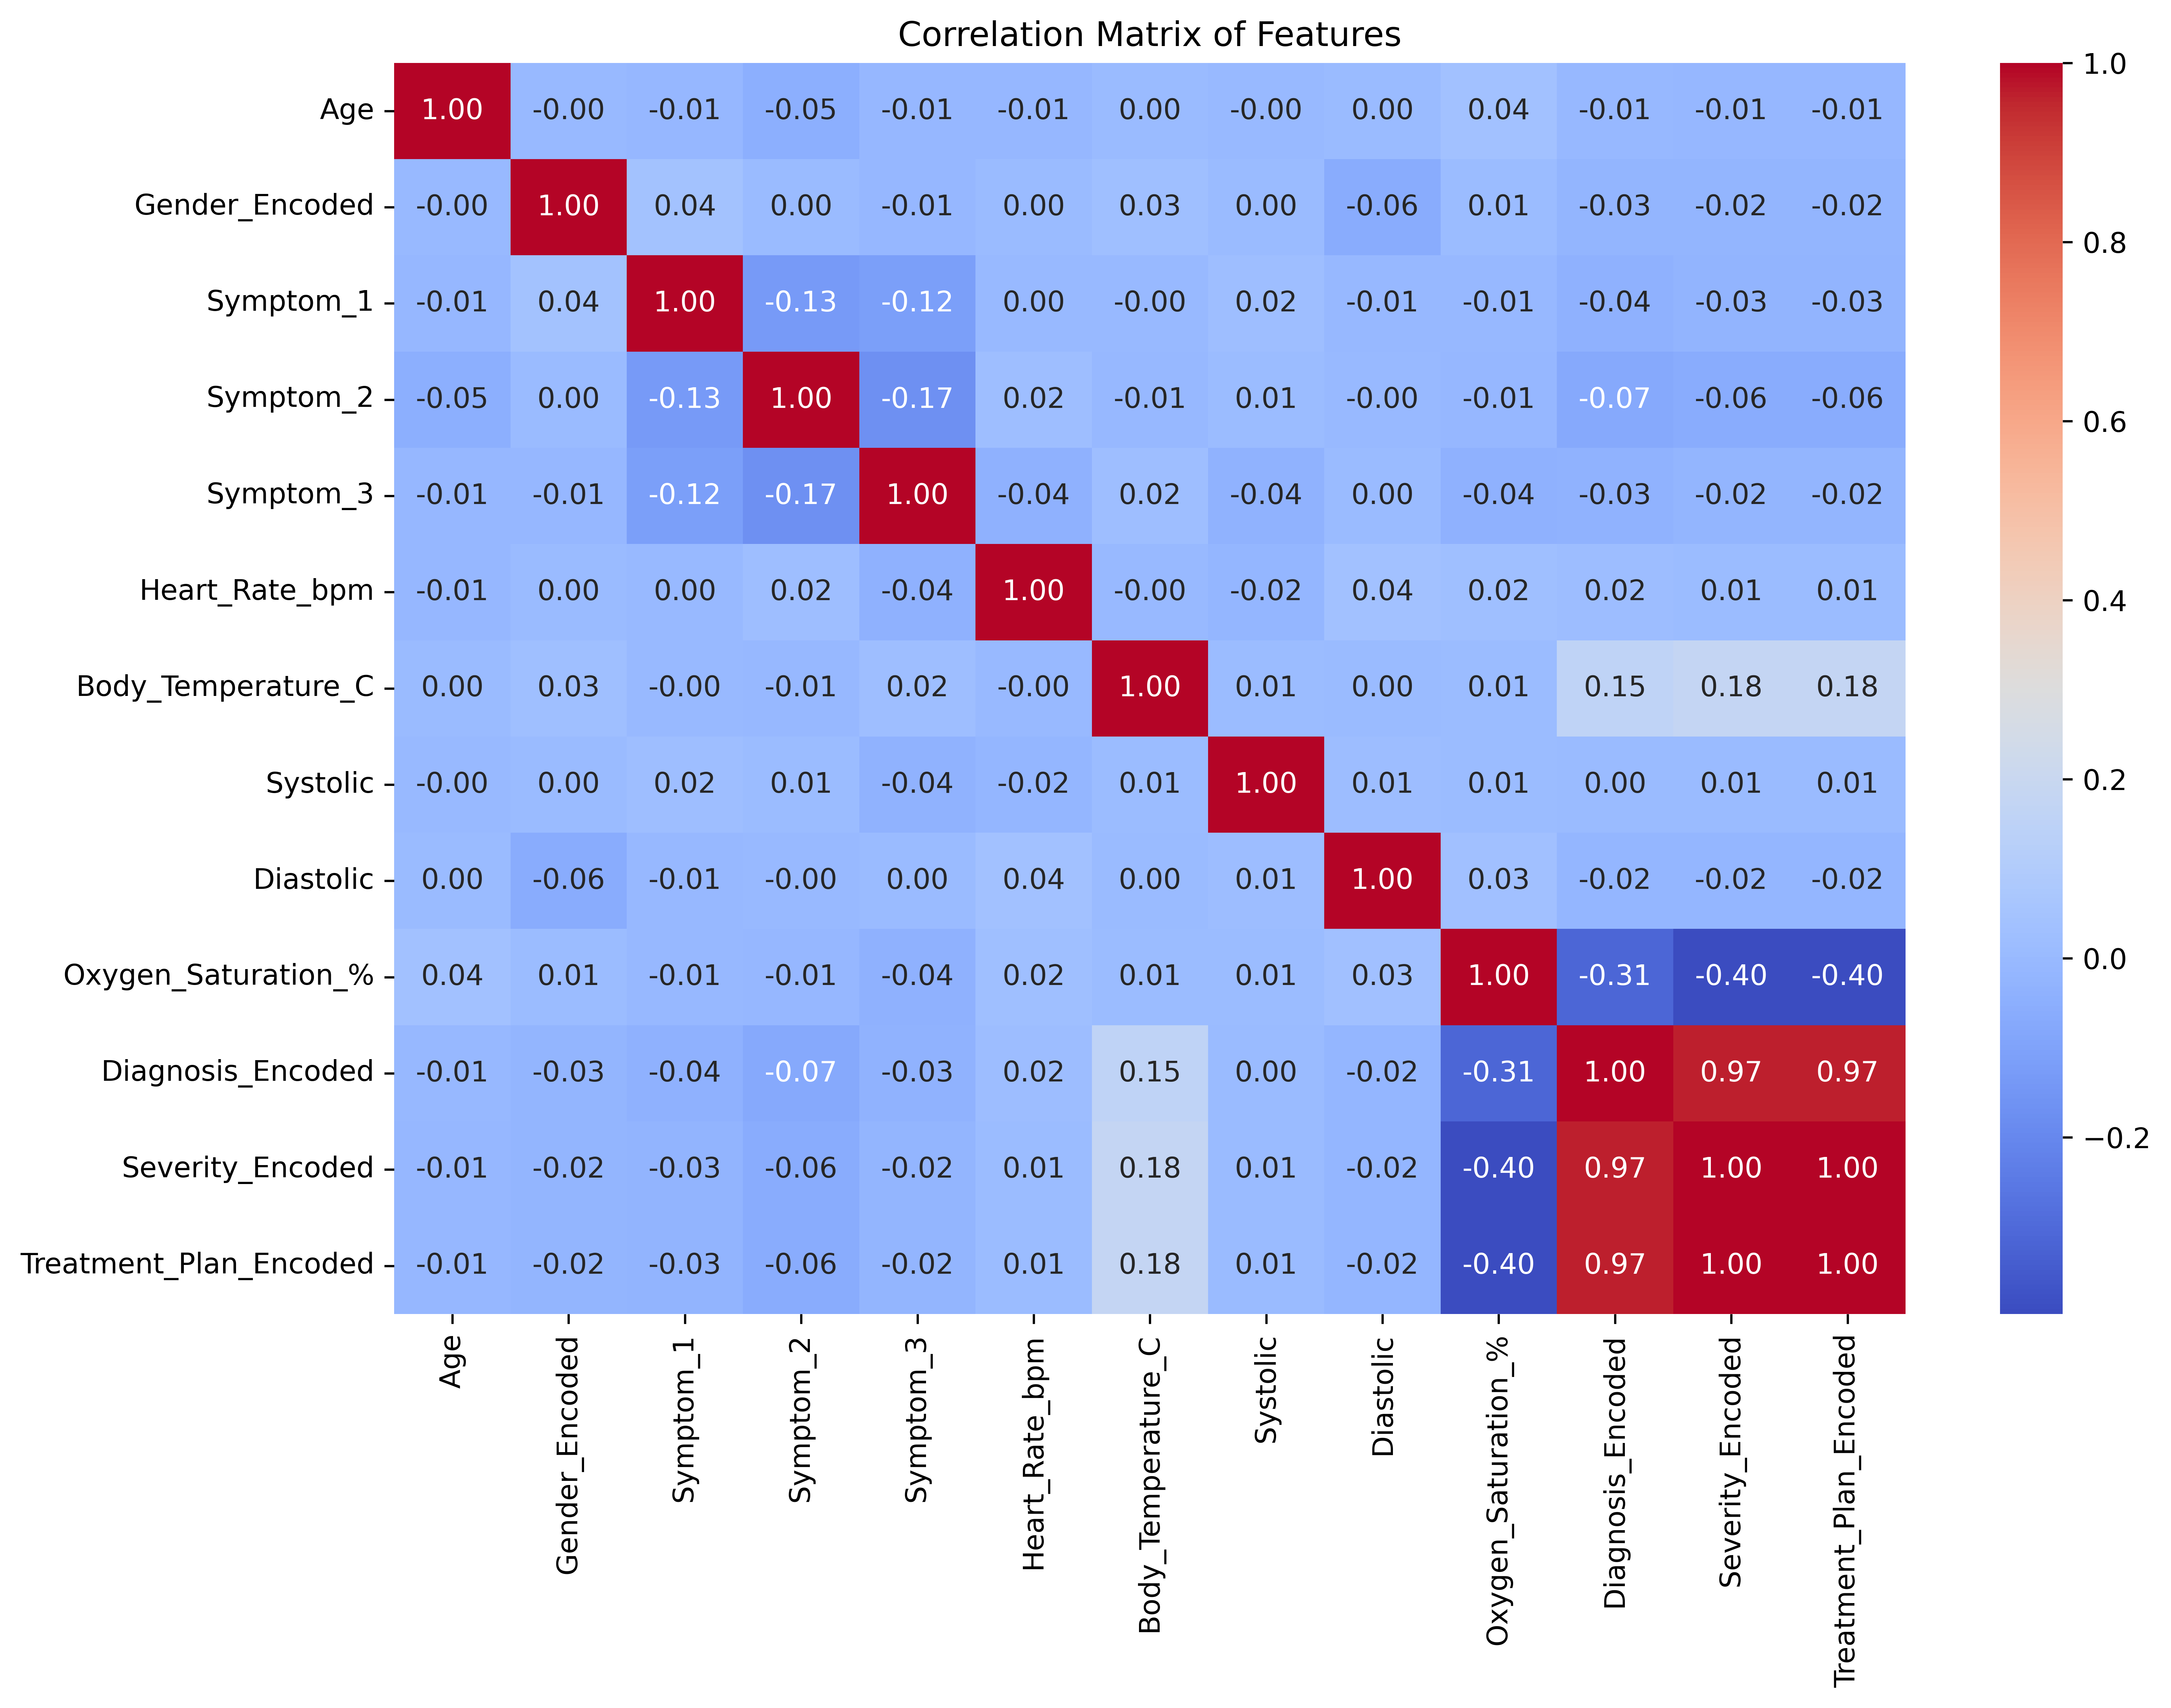 Correlation Matrix of Features
Age 1.00 -0.00 -0.01 -0.05 -0.01 -0.01 0.00 -0.00 0.00 0.04 -0.01 -0.01 -0.01
Gender_Encoded -0.00 1.00 0.04 0.00 -0.01 0.00 0.03 0.00 -0.06 0.01 -0.03 -0.02 -0.02
Symptom_1 -0.01 0.04 1.00 -0.13 -0.12 0.00 -0.00 0.02 -0.01 -0.01 -0.04 -0.03 -0.03
Symptom_2 -0.05 0.00 -0.13 1.00 -0.17 0.02 -0.01 0.01 -0.00 -0.01 -0.07 -0.06 -0.06
Symptom_3 -0.01 -0.01 -0.12 -0.17 1.00 -0.04 0.02 -0.04 0.00 -0.04 -0.03 -0.02 -0.02
Heart_Rate_bpm -0.01 0.00 0.00 0.02 -0.04 1.00 -0.00 -0.02 0.04 0.02 0.02 0.01 0.01
Body_Temperature_C 0.00 0.03 -0.00 -0.01 0.02 -0.00 1.00 0.01 0.00 0.01 0.15 0.18 0.18
Systolic -0.00 0.00 0.02 0.01 -0.04 -0.02 0.01 1.00 0.01 0.01 0.00 0.01 0.01
Diastolic 0.00 -0.06 -0.01 -0.00 0.00 0.04 0.00 0.01 1.00 0.03 -0.02 -0.02 -0.02
Oxygen_Saturation_% 0.04 0.01 -0.01 -0.01 -0.04 0.02 0.01 0.01 0.03 1.00 -0.31 -0.40 -0.40
Diagnosis_Encoded -0.01 -0.03 -0.04 -0.07 -0.03 0.02 0.15 0.00 -0.02 -0.31 1.00 0.97 0.97
Severity_Encoded -0.01 -0.02 -0.03 -0.06 -0.02 0.01 0.18 0.01 -0.02 -0.40 0.97 1.00 1.00
Treatment_Plan_Encoded -0.01 -0.02 -0.03 -0.06 -0.02 0.01 0.18 0.01 -0.02 -0.40 0.97 1.00 1.00
Age
Gender_Encoded
Symptom_1
Symptom_2
Symptom_3
Heart_Rate_bpm
Body_Temperature_C
Systolic
Diastolic
Oxygen_Saturation_%
Diagnosis_Encoded
Severity_Encoded
Treatment_Plan_Encoded
1.0
0.8
0.6
0.4
0.2
0.0
−0.2